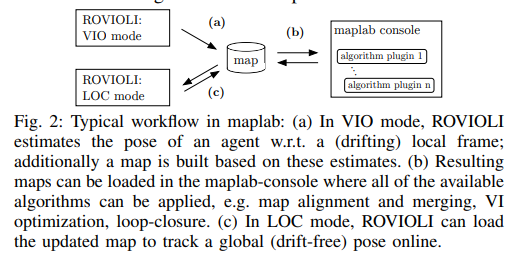 ROVIOLI:
VIO mode
(a)
(b)
maplab console
algorithm plugin 1
map
algorithm plugin n
ROVIOLI:
LOC mode
(c)
Fig. 2: Typical workflow in maplab: (a) In VIO mode, ROVIOLI
estimates the pose of an agent w.r.t. a (drifting) local frame;
additionally a map is built based on these estimates. (b) Resulting
maps can be loaded in the maplab-console where all of the available
algorithms can be applied, e.g. map alignment and merging, VI
optimization, loop-closure. (c) In LOC mode, ROVIOLI can load
the updated map to track a global (drift-free) pose online.